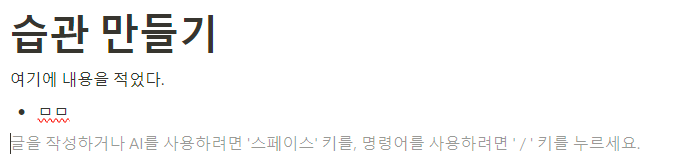 습관 만들기
여기에 내용을 적었다.
• ㅁㅁ
글을 작성하거나 AI를 사용하려면 '스페이스' 키를, 명령어를 사용하려면 ' / ' 키를 누르세요.